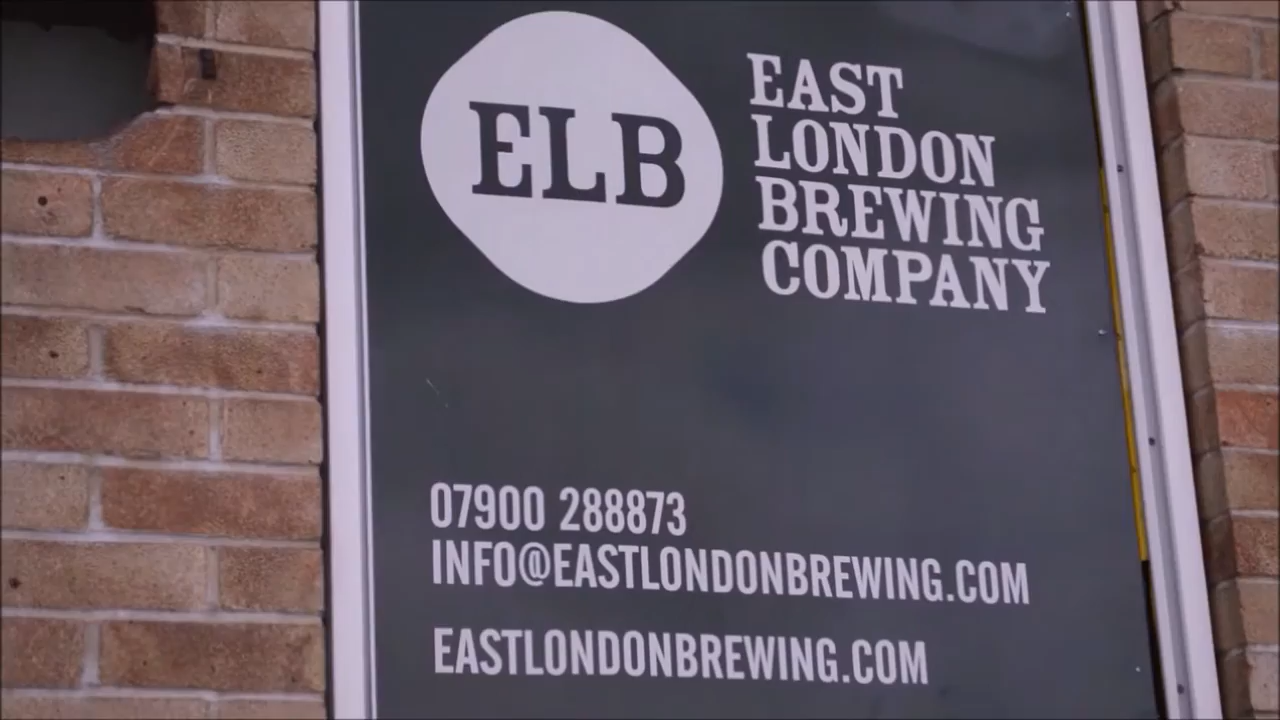 ELB
EAST
LONDON
BREWING
COMPANY
07900 288873
INFO@EASTLONDONBREWING.COM
EASTLONDONBREWING.COM